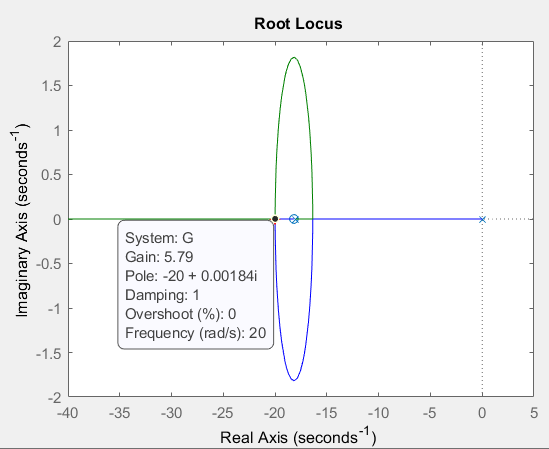 Root Locus
2
1.5
1
0.5
0
-0.5
-1
-1.5
-2
Imaginary Axis (seconds⁻¹)
System: G
Gain: 5.79
Pole: -20 + 0.00184i
Damping: 1
Overshoot (%): 0
Frequency (rad/s): 20
-40 -35 -30 -25 -20 -15 -10 -5 0 5
Real Axis (seconds⁻¹)